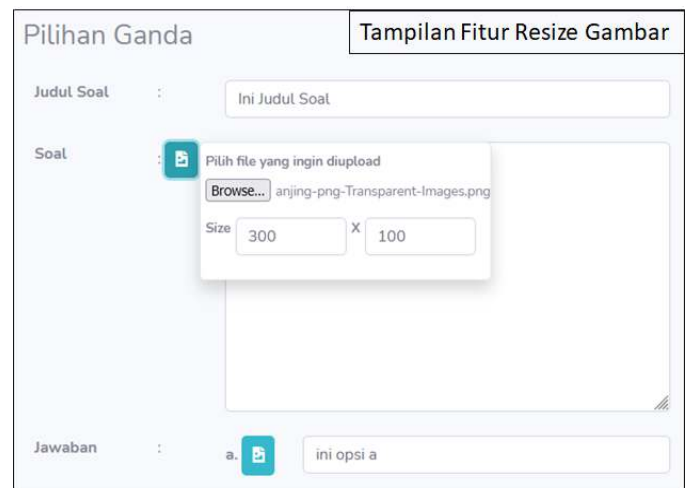 Pilihan Ganda
Tampilan Fitur Resize Gambar
Judul Soal : Ini Judul Soal
Soal :
Pilih file yang ingin diupload
Browse... anjing-png-Transparent-Images.png
Size 300 X 100
Jawaban : a. ini opsi a